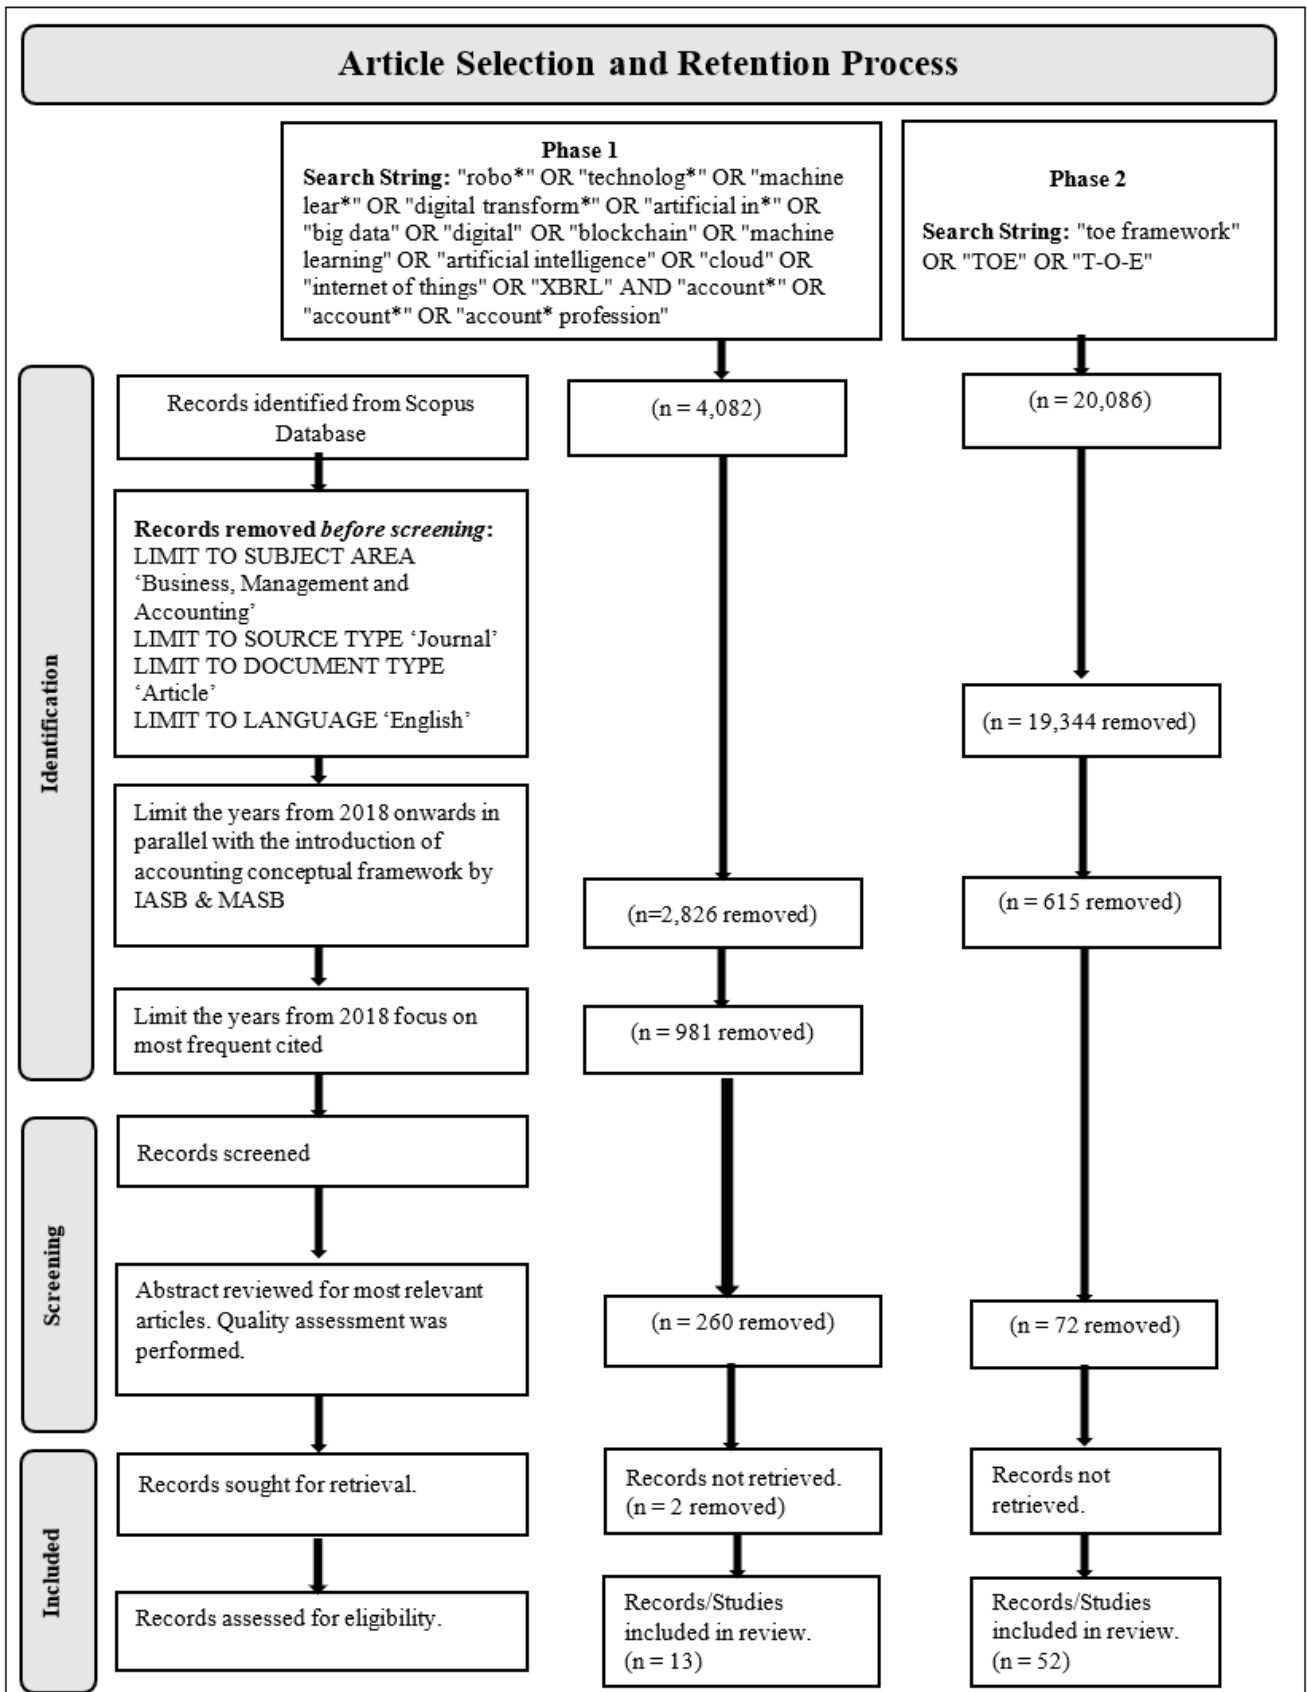 Article Selection and Retention Process
Phase 1
Search String: "robo*" OR "technolog*" OR "machine
lear*" OR "digital transform*" OR "artificial in*" OR
"big data" OR "digital" OR "blockchain" OR "machine
learning" OR "artificial intelligence" OR "cloud" OR
"internet of things" OR "XBRL" AND "account*" OR
"account*" OR "account* profession"
Phase 2
Search String: "toe framework"
OR "TOE" OR "T-O-E"
Identification
Records identified from Scopus
Database
(n = 4,082)
(n = 20,086)
Records removed before screening:
LIMIT TO SUBJECT AREA
‘Business, Management and
Accounting’
LIMIT TO SOURCE TYPE ‘Journal’
LIMIT TO DOCUMENT TYPE
‘Article’
LIMIT TO LANGUAGE ‘English’
(n = 19,344 removed)
Limit the years from 2018 onwards in
parallel with the introduction of
accounting conceptual framework by
IASB & MASB
(n=2,826 removed)
(n = 615 removed)
Limit the years from 2018 focus on
most frequent cited
(n = 981 removed)
Screening
Records screened
Abstract reviewed for most relevant
articles. Quality assessment was
performed.
(n = 260 removed)
(n = 72 removed)
Included
Records sought for retrieval.
Records not retrieved.
(n = 2 removed)
Records not
retrieved.
Records assessed for eligibility.
Records/Studies
included in review.
(n = 13)
Records/Studies
included in review.
(n = 52)